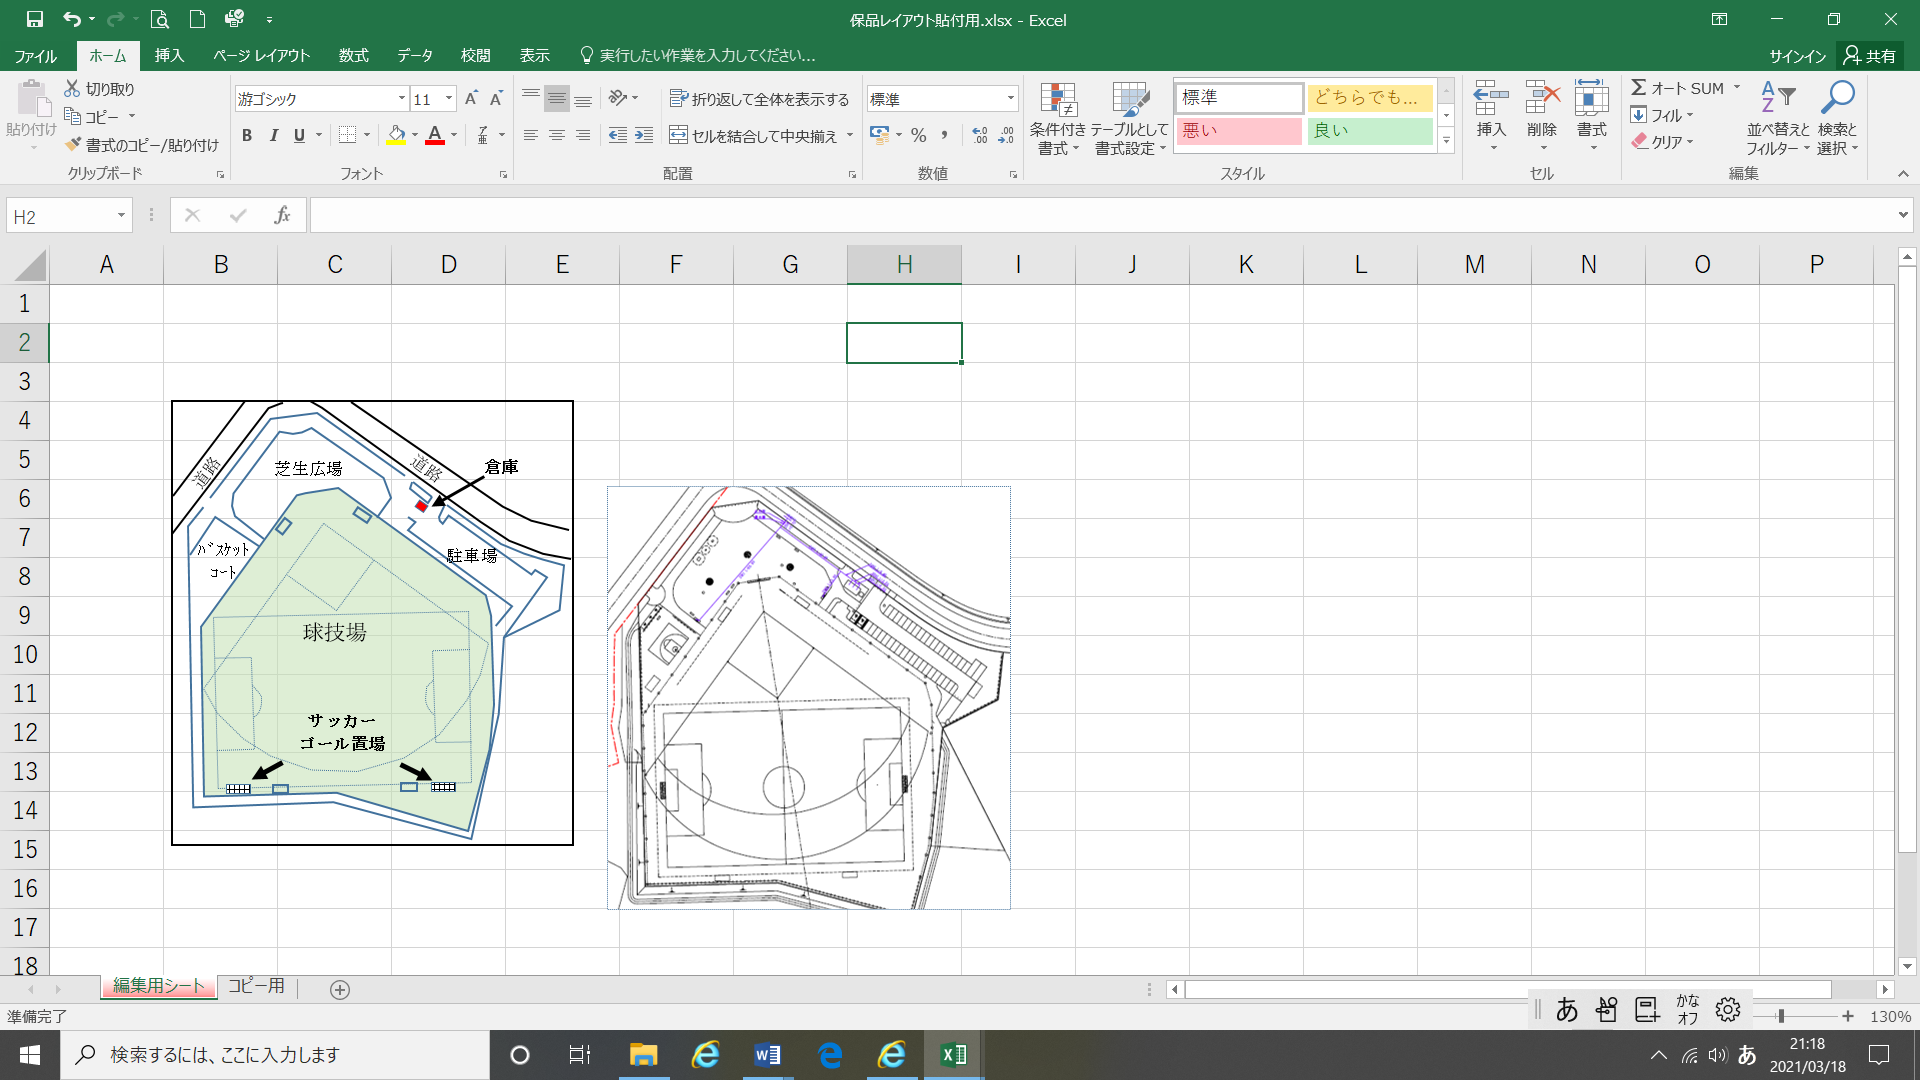 保品レイアウト貼付用.xlsx - Excel
ファイル
ホーム
挿入
ページ レイアウト
数式
データ
校閲
表示
実行したい作業を入力してください...
サインイン
共有
貼り付け
切り取り
コピー
書式のコピー/貼り付け
クリップボード
游ゴシック
11
B I U
A
亜
フォント
折り返して全体を表示する
セルを結合して中央揃え
配置
標準
%
数値
条件付き
書式
テーブルとして
書式設定
標準
どちらでも...
悪い
良い
スタイル
挿入
削除
書式
セル
オート SUM
フィル
クリア
並べ替えと
フィルター
検索と
選択
編集
H2
fx
A B C D E F G H I J K L M N O P
1
2
3
4
5
6
7
8
9
10
11
12
13
14
15
16
17
18
道路
芝生広場
道路
倉庫
バスケット
コート
駐車場
球技場
サッカー
ゴール置場
編集用シート
コピー用
準備完了
あ
かな
オフ
130%
検索するには、ここに入力します
あ
21:18
2021/03/18